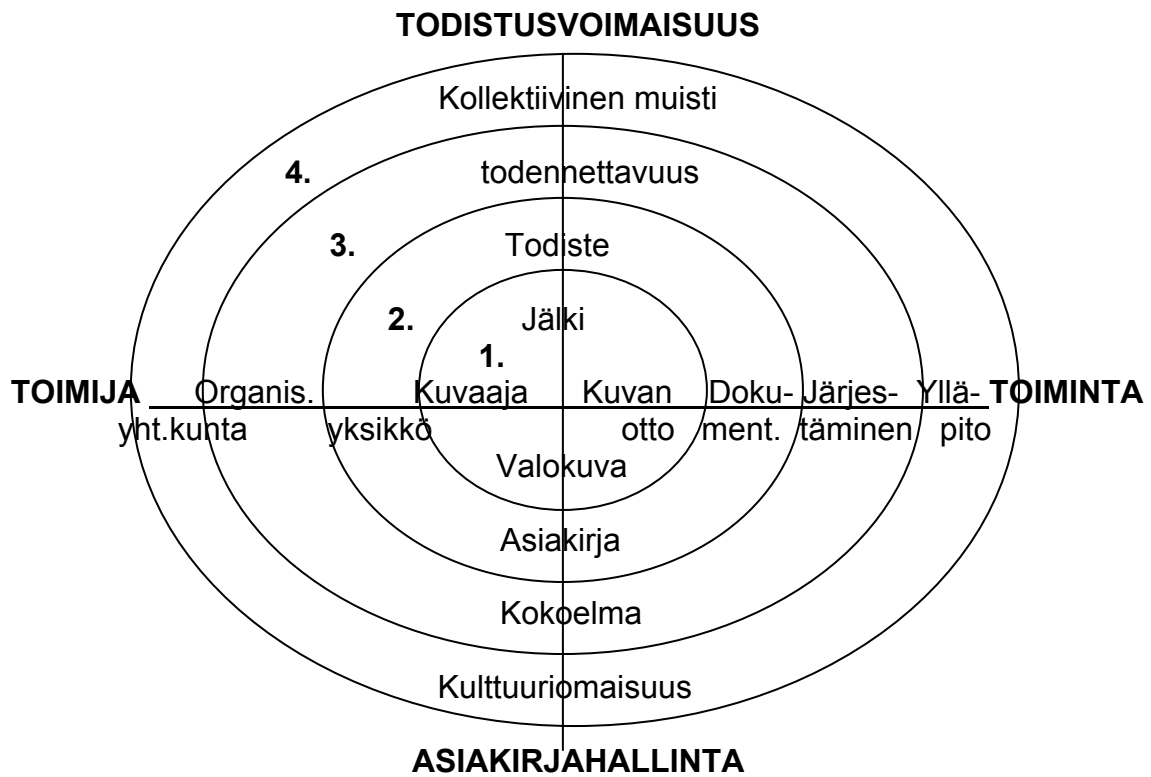 TODISTUSVOIMAISUUS
Kollektiivinen muisti
4. todennettavuus
3. Todiste
2. Jälki
1.
TOIMIJA Organis. Kuvaaja Kuvan Doku- Järjes- Yllä- TOIMINTA
yht.kunta yksikkö otto ment. täminen pito
Valokuva
Asiakirja
Kokoelma
Kulttuuriomaisuus
ASIAKIRJAHALLINTA